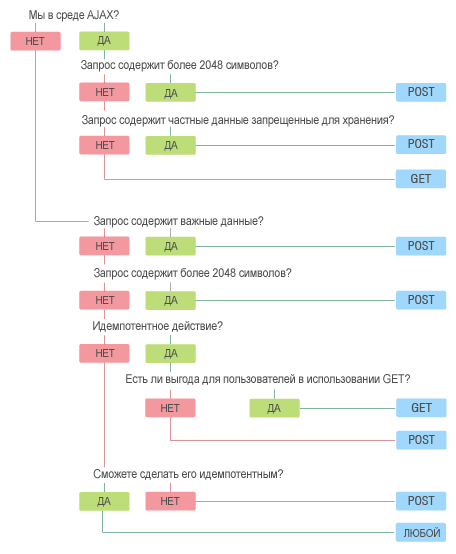 Мы в среде AJAX?
НЕТ ДА
Запрос содержит более 2048 символов?
НЕТ ДА POST
Запрос содержит частные данные запрещенные для хранения?
НЕТ ДА POST
GET
Запрос содержит важные данные?
НЕТ ДА POST
Запрос содержит более 2048 символов?
НЕТ ДА POST
Идемпотентное действие?
НЕТ ДА
Есть ли выгода для пользователей в использовании GET?
НЕТ ДА GET
POST
Сможете сделать его идемпотентным?
ДА НЕТ POST
ЛЮБОЙ